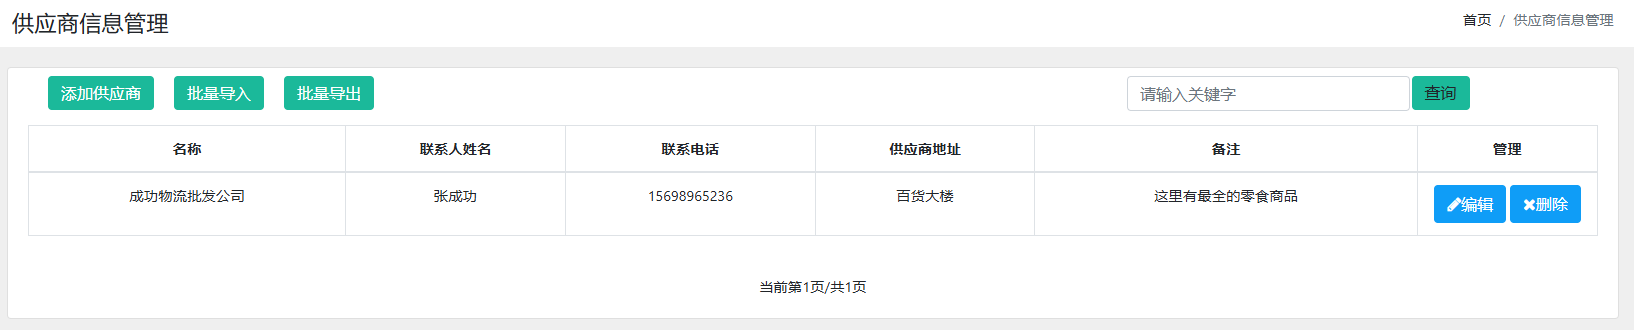 供应商信息管理
首页 / 供应商信息管理
添加供应商 批量导入 批量导出 请输入关键字 查询
名称 联系人姓名 联系电话 供应商地址 备注 管理
成功物流批发公司 张成功 15698965236 百货大楼 这里有最全的零食商品 编辑 删除
当前第1页/共1页